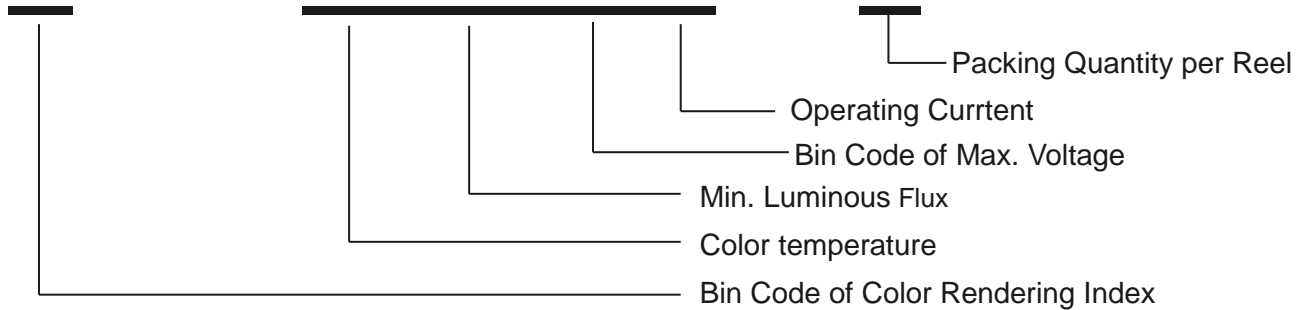 Packing Quantity per Reel
Operating Currtent
Bin Code of Max. Voltage
Min. Luminous Flux
Color temperature
Bin Code of Color Rendering Index